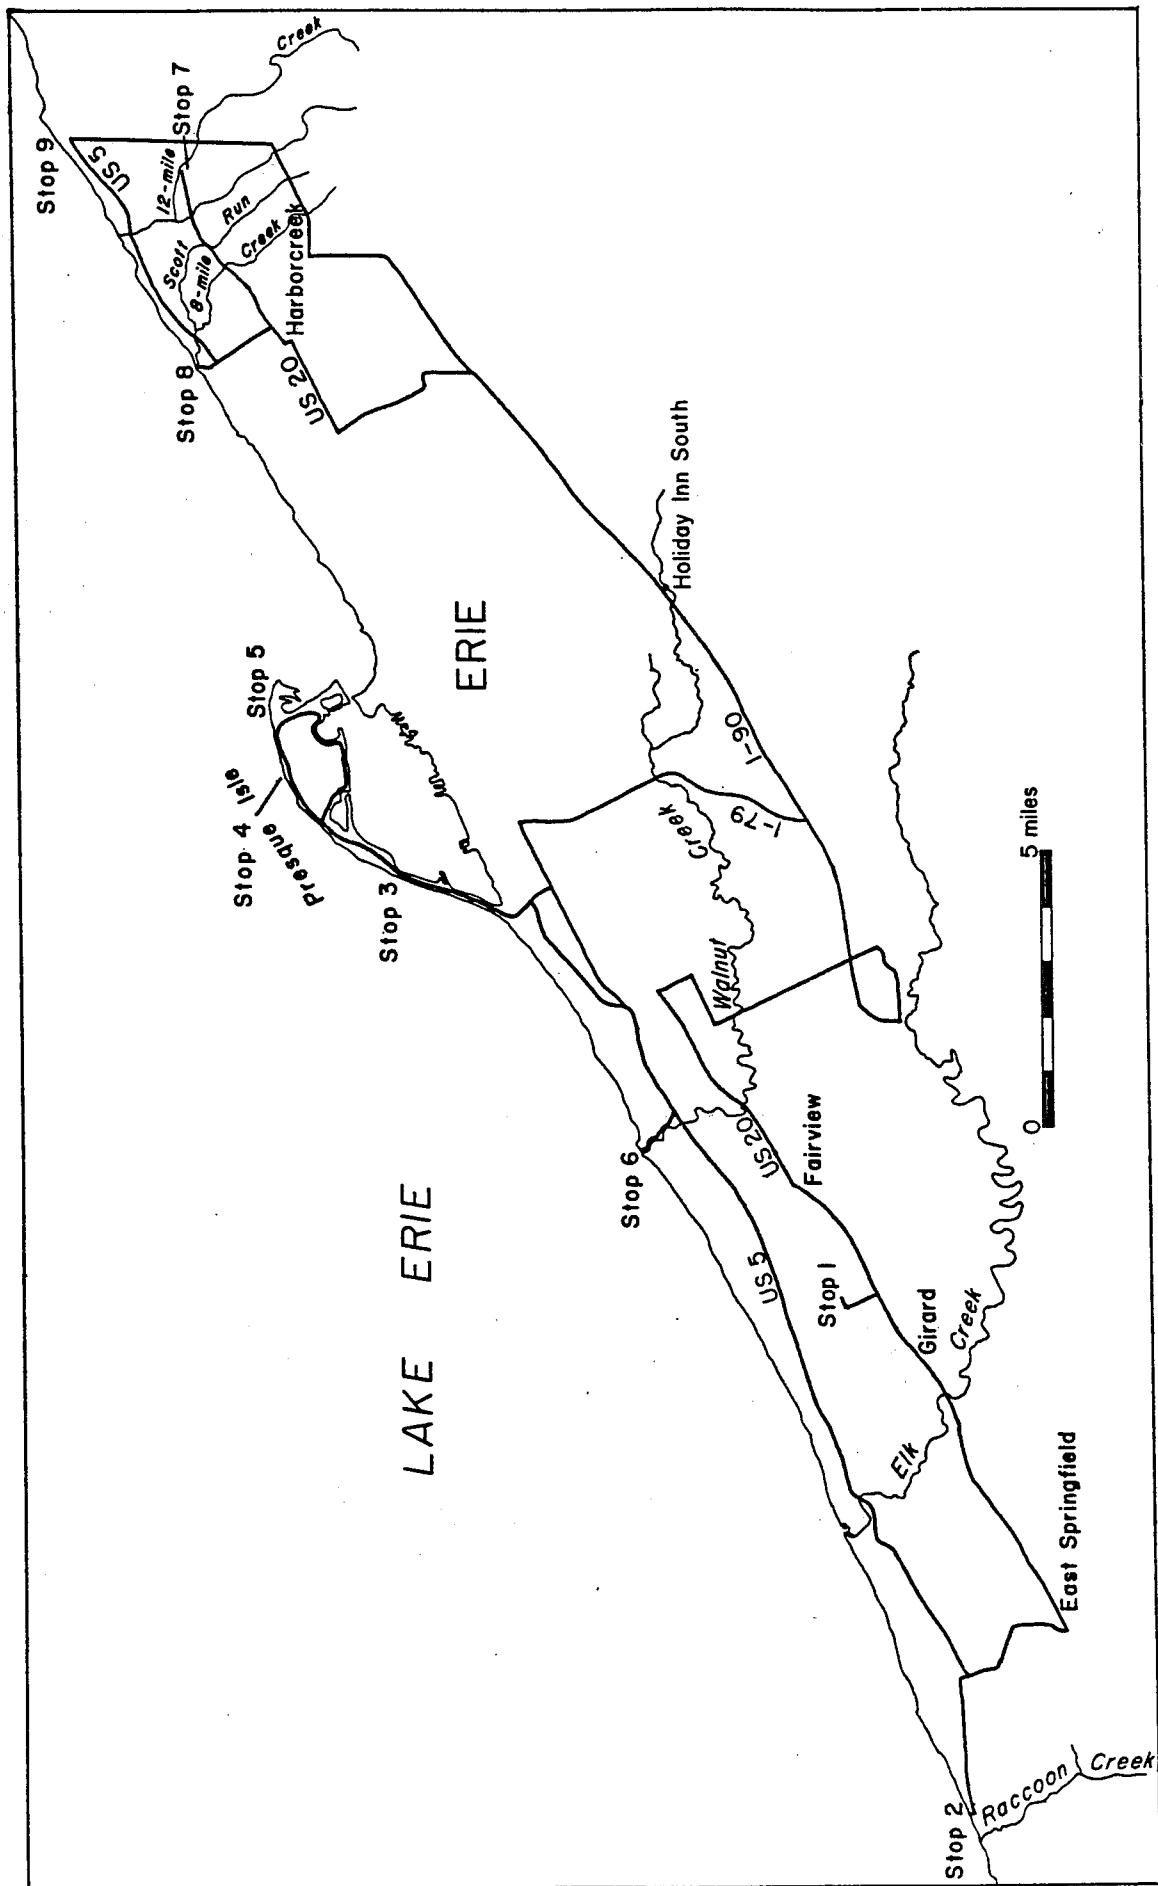 Stop 9
US 5
12-mile
Stop 7
Creek
Scott
Run
8-mile
Creek
Harborcreek
Stop 8
US 20
Holiday Inn South
ERIE
Stop 5
Stop 4
Presque Isle
Stop 3
I-90
I-79
Walnut
Creek
5 miles
0
Stop 6
US 20
Fairview
LAKE ERIE
US 5
Stop 1
Girard
Elk
Creek
East Springfield
Stop 2
Raccoon
Creek